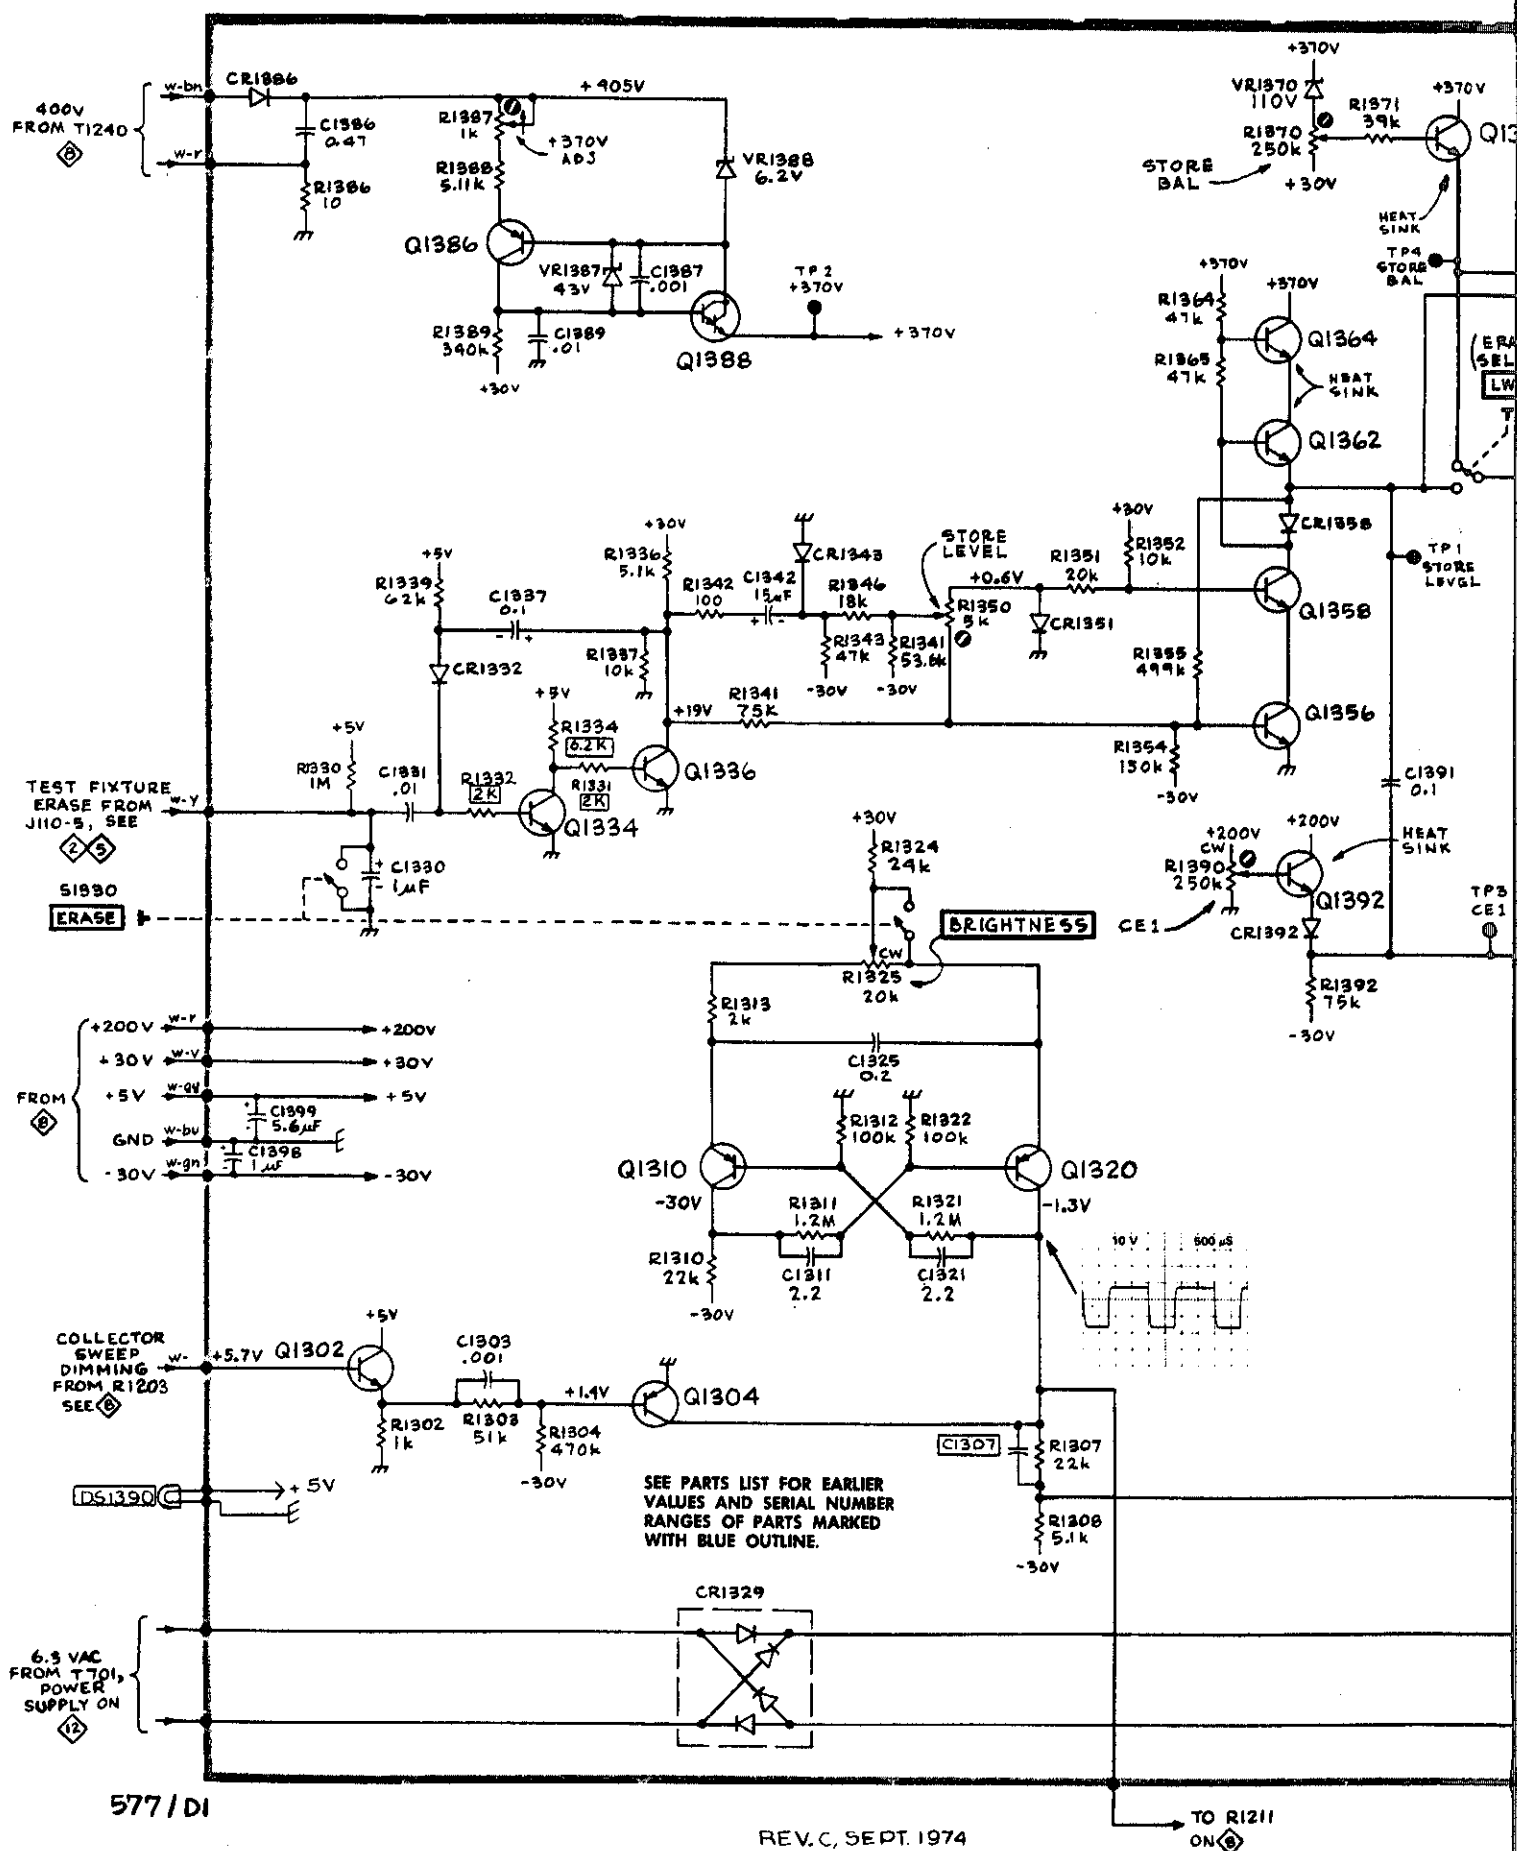 400V
FROM T1240
8
w-bn
CR1386
w-r
C1386
0.47
R1386
10
+405V
R1387
1k
+370V
ADJ
R1388
5.11k
VR1388
6.2V
Q1386
VR1387
43V
C1387
.001
TP2
+370V
R1389
340k
+30V
C1389
.01
Q1388
+370V
+370V
VR1370
110V
R1370
250k
+30V
STORE
BAL
R1371
39k
+370V
Q13
HEAT
SINK
TP4
STORE
BAL
+370V
R1364
47k
+370V
Q1364
R1365
47k
HEAT
SINK
(ERA
SEL
LW
T
Q1362
CR1358
TP1
STORE
LEVEL
+30V
R1336
5.1k
CR1343
STORE
LEVEL
+30V
R1352
10k
R1351
20k
+5V
R1339
62k
C1337
0.1
- +
R1342
100
C1342
15µF
+ -
R1346
18k
+0.6V
R1350
5k
CR1351
Q1358
CR1332
R1337
10k
R1343
47k
-30V
R1341
53.6k
-30V
R1355
499k
+5V
R1334
6.2K
+19V
R1341
75K
Q1356
R1354
150k
-30V
+5V
R1330
1M
C1331
.01
R1332
2K
R1331
2K
Q1336
Q1334
TEST FIXTURE
ERASE FROM
J110-5, SEE
2 5
w-y
C1330
1µF
+
-
S1330
ERASE
+30V
R1324
24k
C1391
0.1
+200V
CW
R1390
250k
+200V
HEAT
SINK
Q1392
CE1
CR1392
TP3
CE1
R1392
75k
-30V
BRIGHTNESS
CW
R1325
20k
R1313
2k
C1325
0.2
FROM
8
+200V w-r +200V
+30V w-v +30V
+5V w-gy +5V
+ C1399
- 5.6µF
GND w-bu
+ C1398
1µF
-30V w-gn -30V
R1312
100k
R1322
100k
Q1310
-30V
Q1320
-1.3V
R1311
1.2M
R1321
1.2M
C1311
2.2
C1321
2.2
R1310
22k
-30V
10 V
500 µS
COLLECTOR
SWEEP
DIMMING
FROM R1203
SEE 8
w-
+5.7V
Q1302
+5V
C1303
.001
+1.4V
Q1304
R1302
1k
R1303
51k
R1304
470k
-30V
C1307
R1307
22k
R1308
5.1k
-30V
DS1390
+5V
SEE PARTS LIST FOR EARLIER
VALUES AND SERIAL NUMBER
RANGES OF PARTS MARKED
WITH BLUE OUTLINE.
CR1329
6.3 VAC
FROM T701,
POWER
SUPPLY ON
12
577/D1
REV. C, SEPT. 1974
TO R1211
ON 8